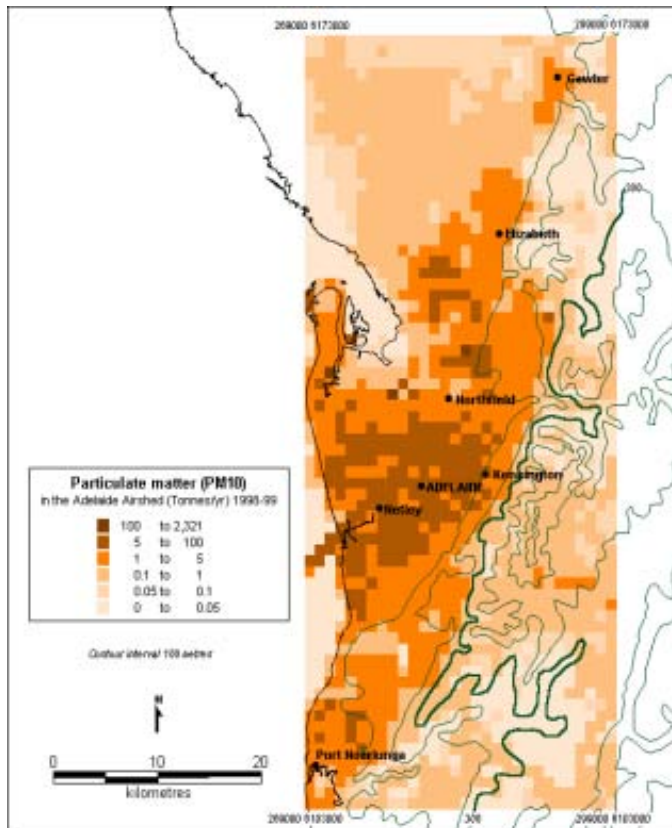 269000 6173000
299000 6173000
Gawler
300
Elizabeth
Northfield
Kensington
ADELAIDE
Netley
Particulate matter (PM10)
in the Adelaide Airshed (Tonnes/yr) 1998-99
100 to 2,321
5 to 100
1 to 5
0.1 to 1
0.05 to 0.1
0 to 0.05
Contour interval 100 metres
N
0 10 20
kilometres
Port Noarlunga
269000 6103000
300
299000 6103000